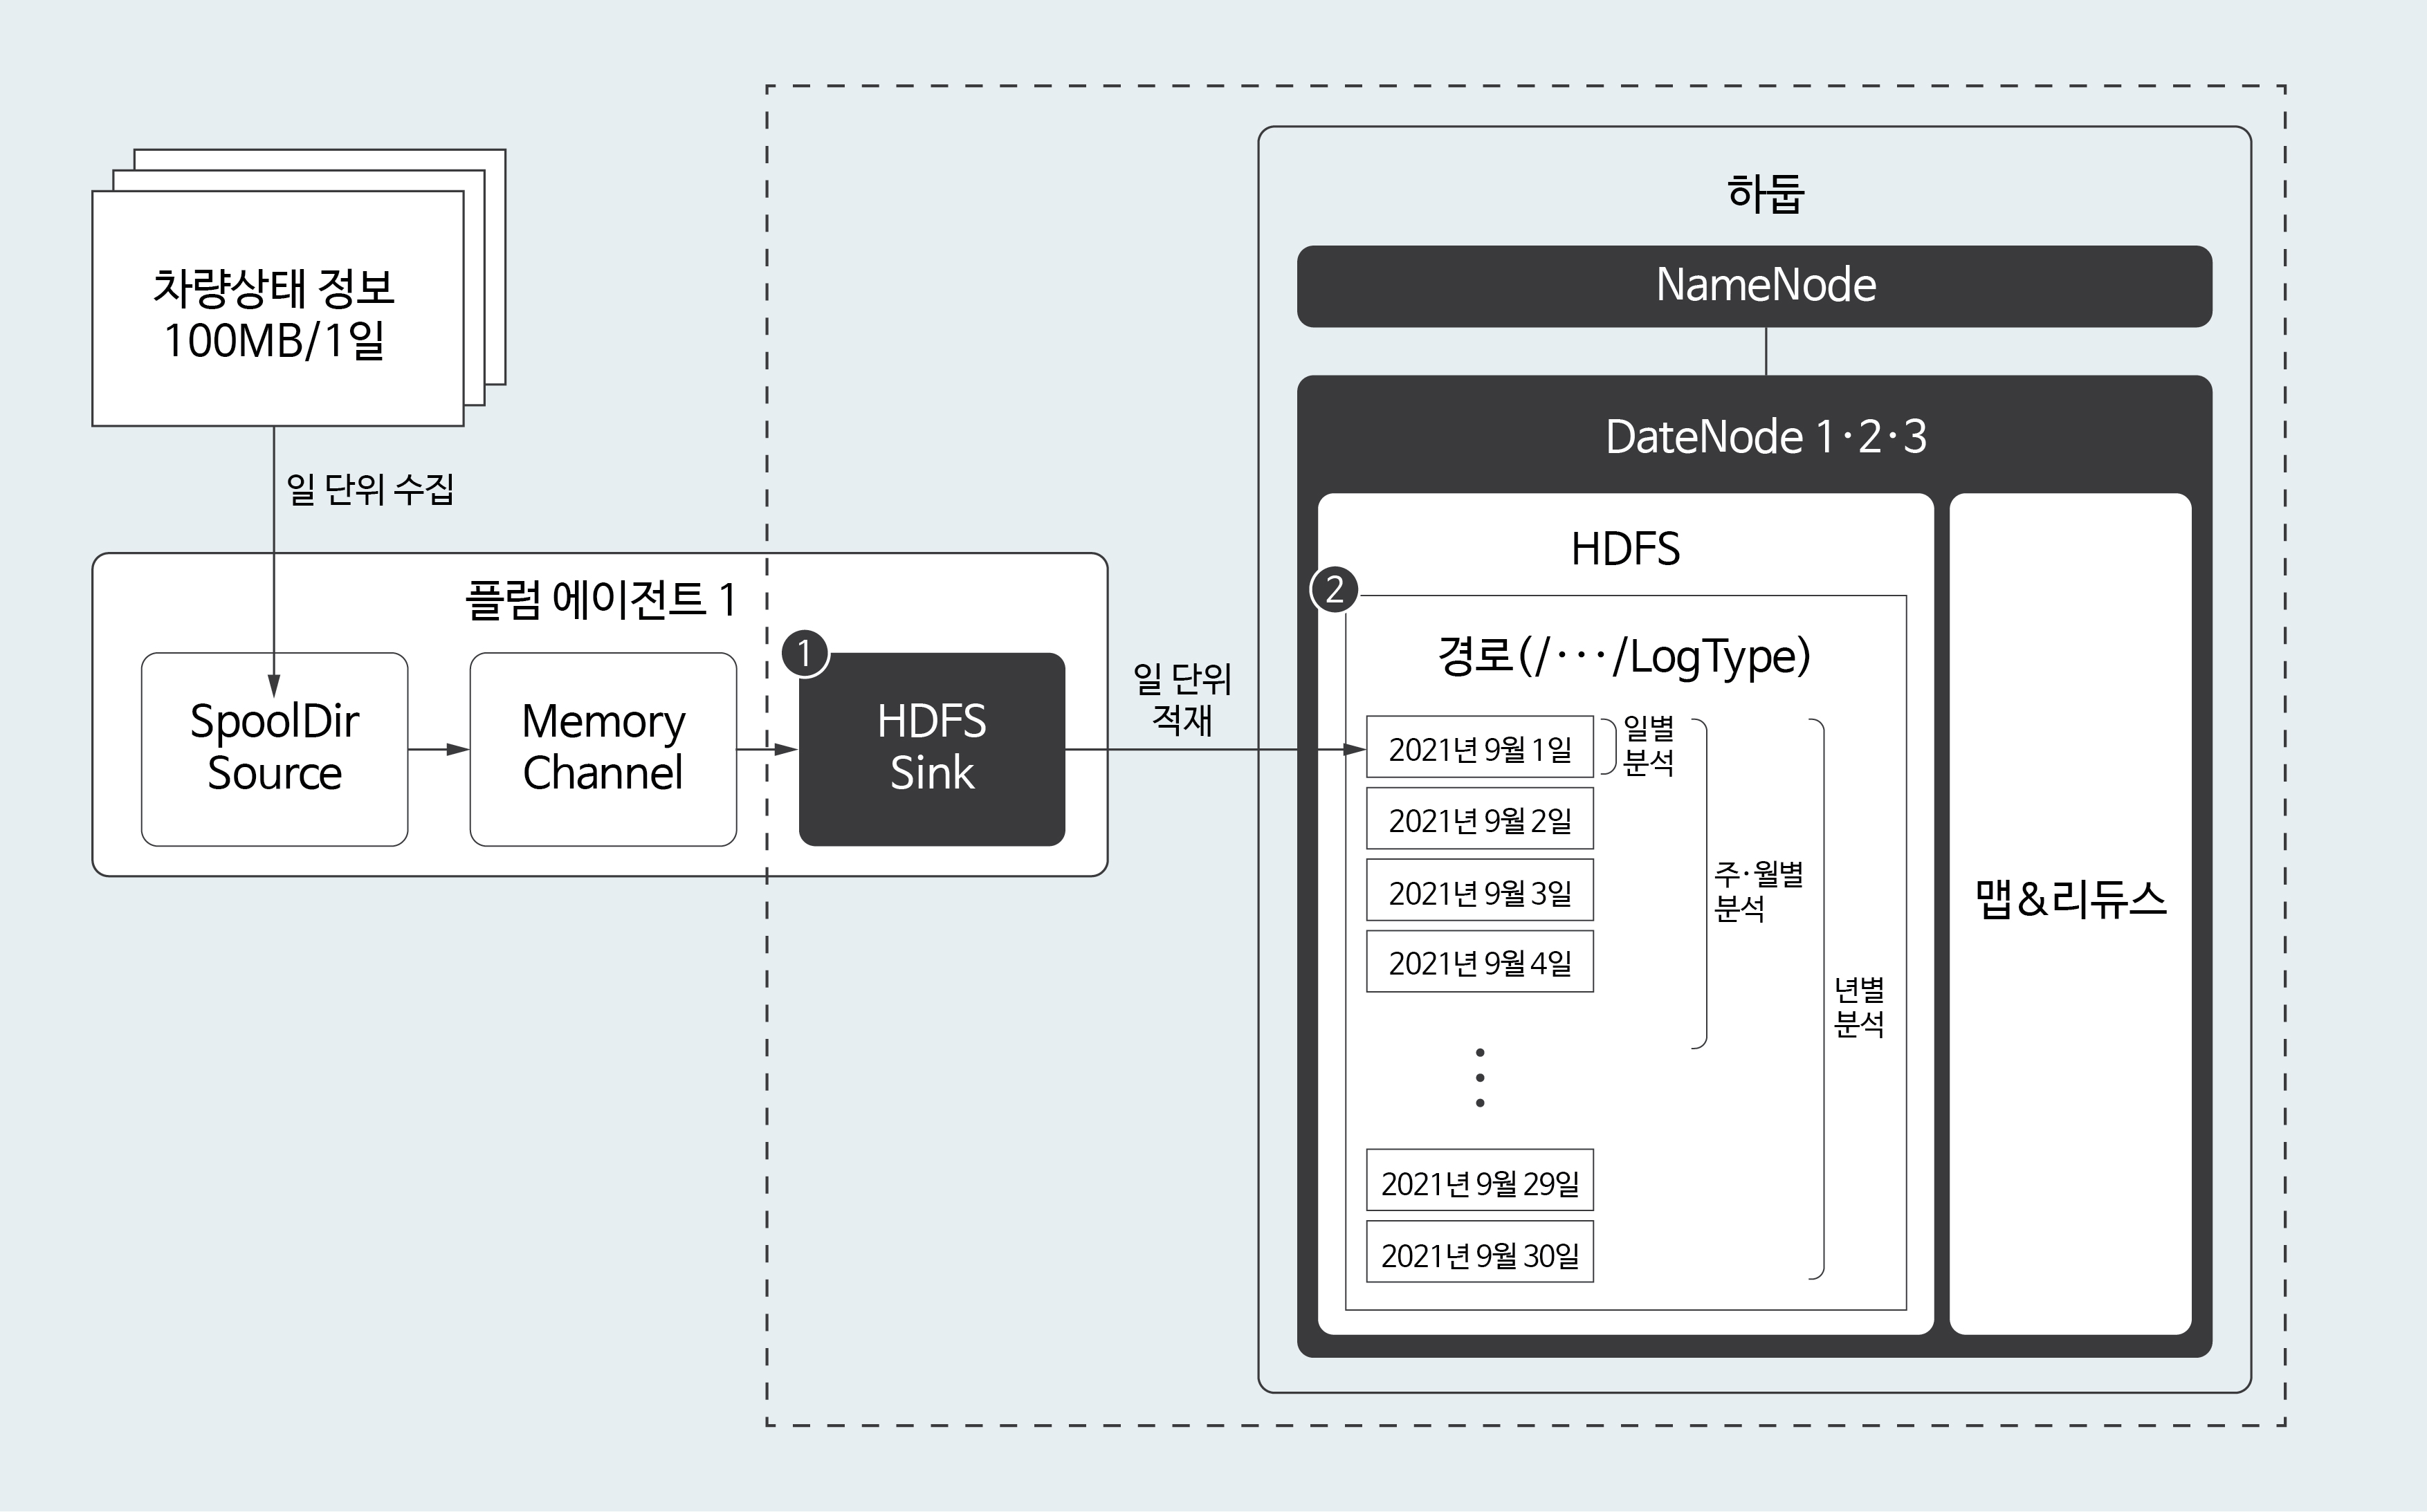 차량상태 정보
100MB/1일
일 단위 수집
플럼 에이전트 1
SpoolDir
Source
Memory
Channel
1
HDFS
Sink
일 단위
적재
하둡
NameNode
DateNode 1·2·3
HDFS
2
경로(/···/LogType)
2021년 9월 1일
2021년 9월 2일
2021년 9월 3일
2021년 9월 4일
2021년 9월 29일
2021년 9월 30일
일별
분석
주·월별
분석
년별
분석
맵&리듀스